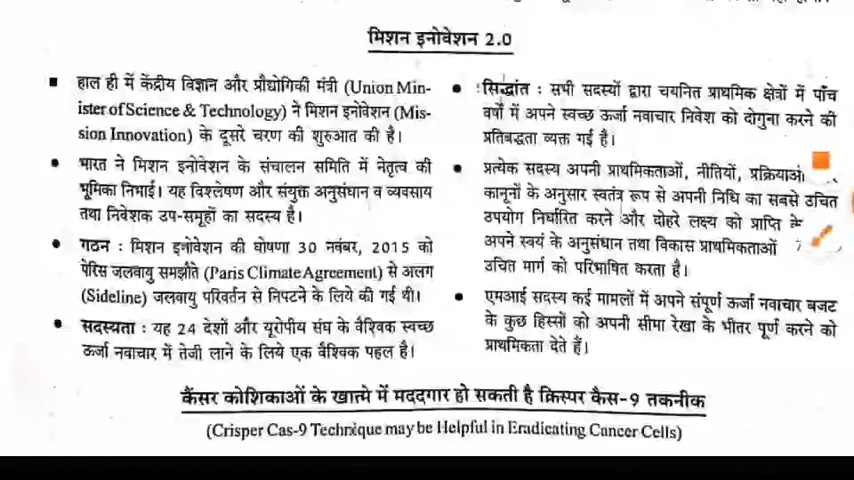 मिशन इनोवेशन 2.0
हाल ही में केंद्रीय विज्ञान और प्रौद्योगिकी मंत्री (Union Min-
ister of Science & Technology) ने मिशन इनोवेशन (Mis-
sion Innovation) के दूसरे चरण की शुरुआत की है।
भारत ने मिशन इनोवेशन के संचालन समिति में नेतृत्व की
भूमिका निभाई। यह विश्लेषण और संयुक्त अनुसंधान व व्यवसाय
तथा निवेशक उप-समूहों का सदस्य है।
गठन : मिशन इनोवेशन की घोषणा 30 नवंबर, 2015 को
पेरिस जलवायु समझौते (Paris Climate Agreement) से अलग
(Sideline) जलवायु परिवर्तन से निपटने के लिये की गई थी।
सदस्यता : यह 24 देशों और यूरोपीय संघ के वैश्विक स्वच्छ
ऊर्जा नवाचार में तेजी लाने के लिये एक वैश्विक पहल है।
सिद्धांत : सभी सदस्यों द्वारा चयनित प्राथमिक क्षेत्रों में पाँच
वर्षों में अपने स्वच्छ ऊर्जा नवाचार निवेश को दोगुना करने की
प्रतिबद्धता व्यक्त गई है।
प्रत्येक सदस्य अपनी प्राथमिकताओं, नीतियों, प्रक्रियाओं
कानूनों के अनुसार स्वतंत्र रूप से अपनी निधि का सबसे उचित
उपयोग निर्धारित करने और दोहरे लक्ष्य को प्राप्ति के
अपने स्वयं के अनुसंधान तथा विकास प्राथमिकताओं
उचित मार्ग को परिभाषित करता है।
एमआई सदस्य कई मामलों में अपने संपूर्ण ऊर्जा नवाचार बजट
के कुछ हिस्सों को अपनी सीमा रेखा के भीतर पूर्ण करने को
प्राथमिकता देते हैं।
कैंसर कोशिकाओं के खात्मे में मददगार हो सकती है क्रिस्पर कैस-9 तकनीक
(Crisper Cas-9 Technique may be Helpful in Eradicating Cancer Cells)